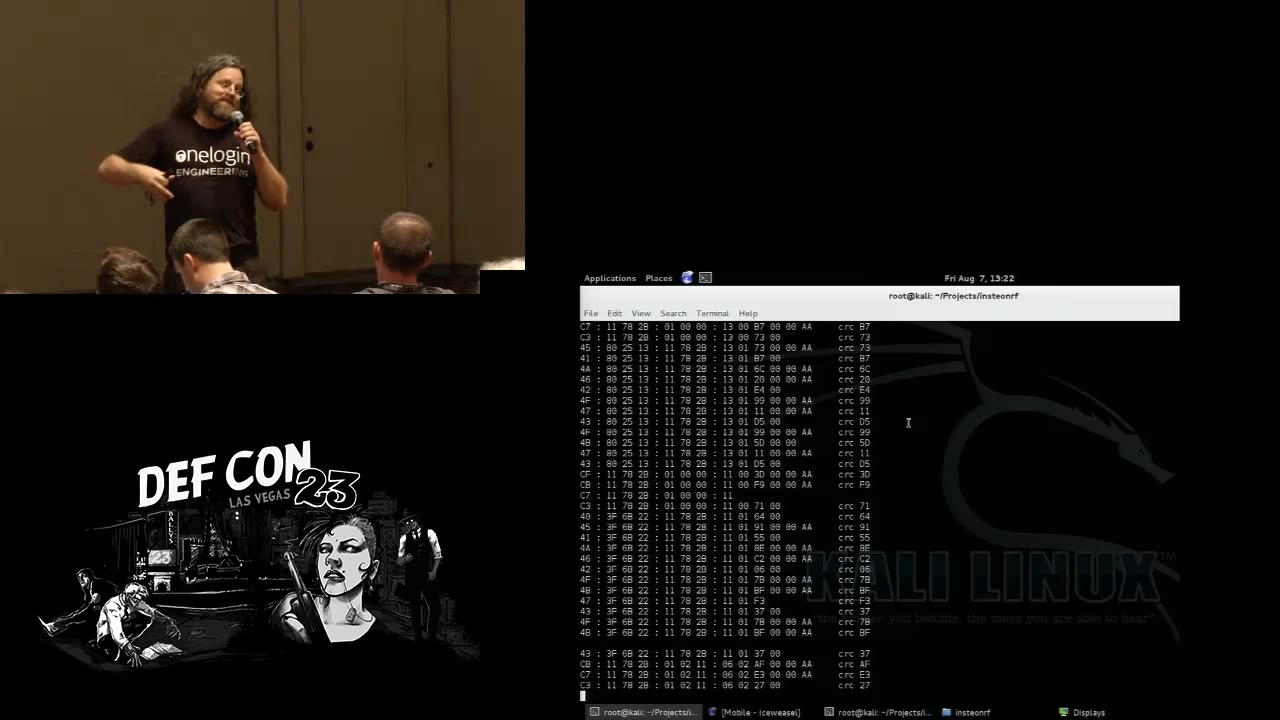 onelogin
ENGINEERING
DEF CON
LAS VEGAS 23
BALLY'S
23
Applications Places Fri Aug 7, 13:22
root@kali: ~/Projects/insteonrf
File Edit View Search Terminal Help
C7 : 11 78 2B : 01 00 00 : 13 00 B7 00 00 AA crc B7
C3 : 11 78 2B : 01 00 00 : 13 00 73 00 crc 73
45 : 80 25 13 : 11 78 2B : 13 01 73 00 00 AA crc 73
41 : 80 25 13 : 11 78 2B : 13 01 B7 00 crc B7
4A : 80 25 13 : 11 78 2B : 13 01 6C 00 00 AA crc 6C
46 : 80 25 13 : 11 78 2B : 13 01 20 00 00 AA crc 20
42 : 80 25 13 : 11 78 2B : 13 01 E4 00 crc E4
4F : 80 25 13 : 11 78 2B : 13 01 99 00 00 AA crc 99
47 : 80 25 13 : 11 78 2B : 13 01 11 00 00 AA crc 11
43 : 80 25 13 : 11 78 2B : 13 01 D5 00 crc D5
4F : 80 25 13 : 11 78 2B : 13 01 99 00 00 AA crc 99
4B : 80 25 13 : 11 78 2B : 13 01 5D 00 00 crc 5D
47 : 80 25 13 : 11 78 2B : 13 01 11 00 00 AA crc 11
43 : 80 25 13 : 11 78 2B : 13 01 D5 00 crc D5
CF : 11 78 2B : 01 00 00 : 11 00 3D 00 00 AA crc 3D
CB : 11 78 2B : 01 00 00 : 11 00 F9 00 00 AA crc F9
C7 : 11 78 2B : 01 00 00 : 11
C3 : 11 78 2B : 01 00 00 : 11 00 71 00 crc 71
40 : 3F 6B 22 : 11 78 2B : 11 01 64 00 crc 64
45 : 3F 6B 22 : 11 78 2B : 11 01 91 00 00 AA crc 91
41 : 3F 6B 22 : 11 78 2B : 11 01 55 00 crc 55
4A : 3F 6B 22 : 11 78 2B : 11 01 8E 00 00 AA crc 8E
46 : 3F 6B 22 : 11 78 2B : 11 01 C2 00 00 AA crc C2
42 : 3F 6B 22 : 11 78 2B : 11 01 06 00 crc 06
4F : 3F 6B 22 : 11 78 2B : 11 01 7B 00 00 AA crc 7B
4B : 3F 6B 22 : 11 78 2B : 11 01 BF 00 00 AA crc BF
47 : 3F 6B 22 : 11 78 2B : 11 01 F3 crc F3
43 : 3F 6B 22 : 11 78 2B : 11 01 37 00 crc 37
4F : 3F 6B 22 : 11 78 2B : 11 01 7B 00 00 AA crc 7B
4B : 3F 6B 22 : 11 78 2B : 11 01 BF 00 00 AA crc BF
43 : 3F 6B 22 : 11 78 2B : 11 01 37 00 crc 37
CB : 11 78 2B : 01 02 11 : 06 02 AF 00 00 AA crc AF
C7 : 11 78 2B : 01 02 11 : 06 02 E3 00 00 AA crc E3
C3 : 11 78 2B : 01 02 11 : 06 02 27 00 crc 27
KALI LINUX™
you become, the more you are able to hear"
root@kali: ~/Projects/i... [Mobile - Iceweasel] root@kali: ~/Projects/i... insteonrf Displays